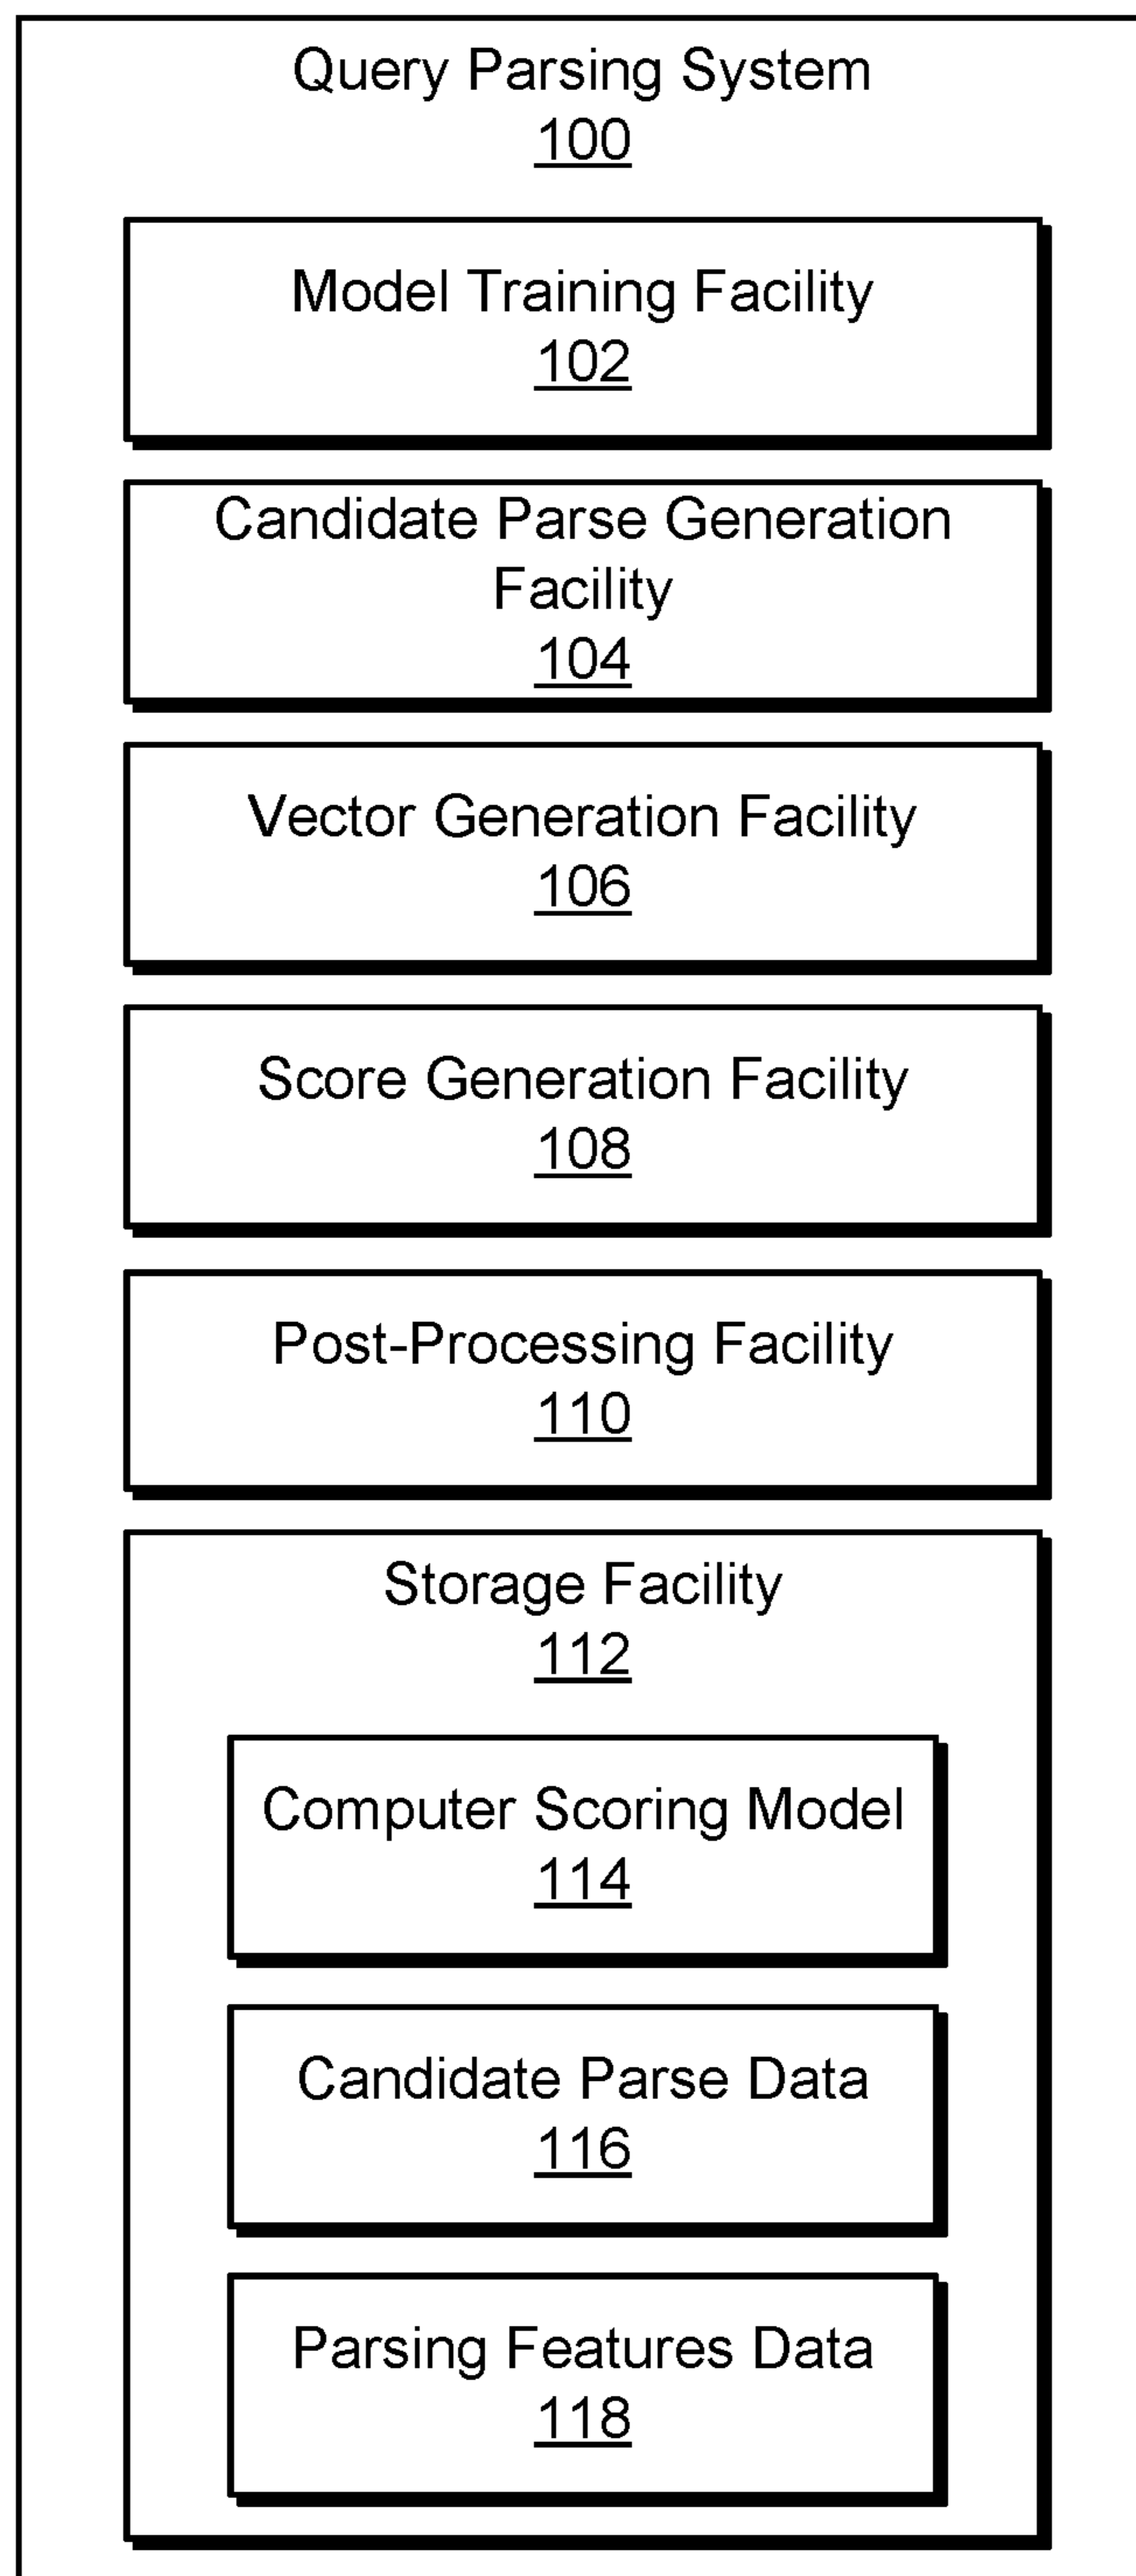 Query Parsing System
100
Model Training Facility
102
Candidate Parse Generation
Facility
104
Vector Generation Facility
106
Score Generation Facility
108
Post-Processing Facility
110
Storage Facility
112
Computer Scoring Model
114
Candidate Parse Data
116
Parsing Features Data
118